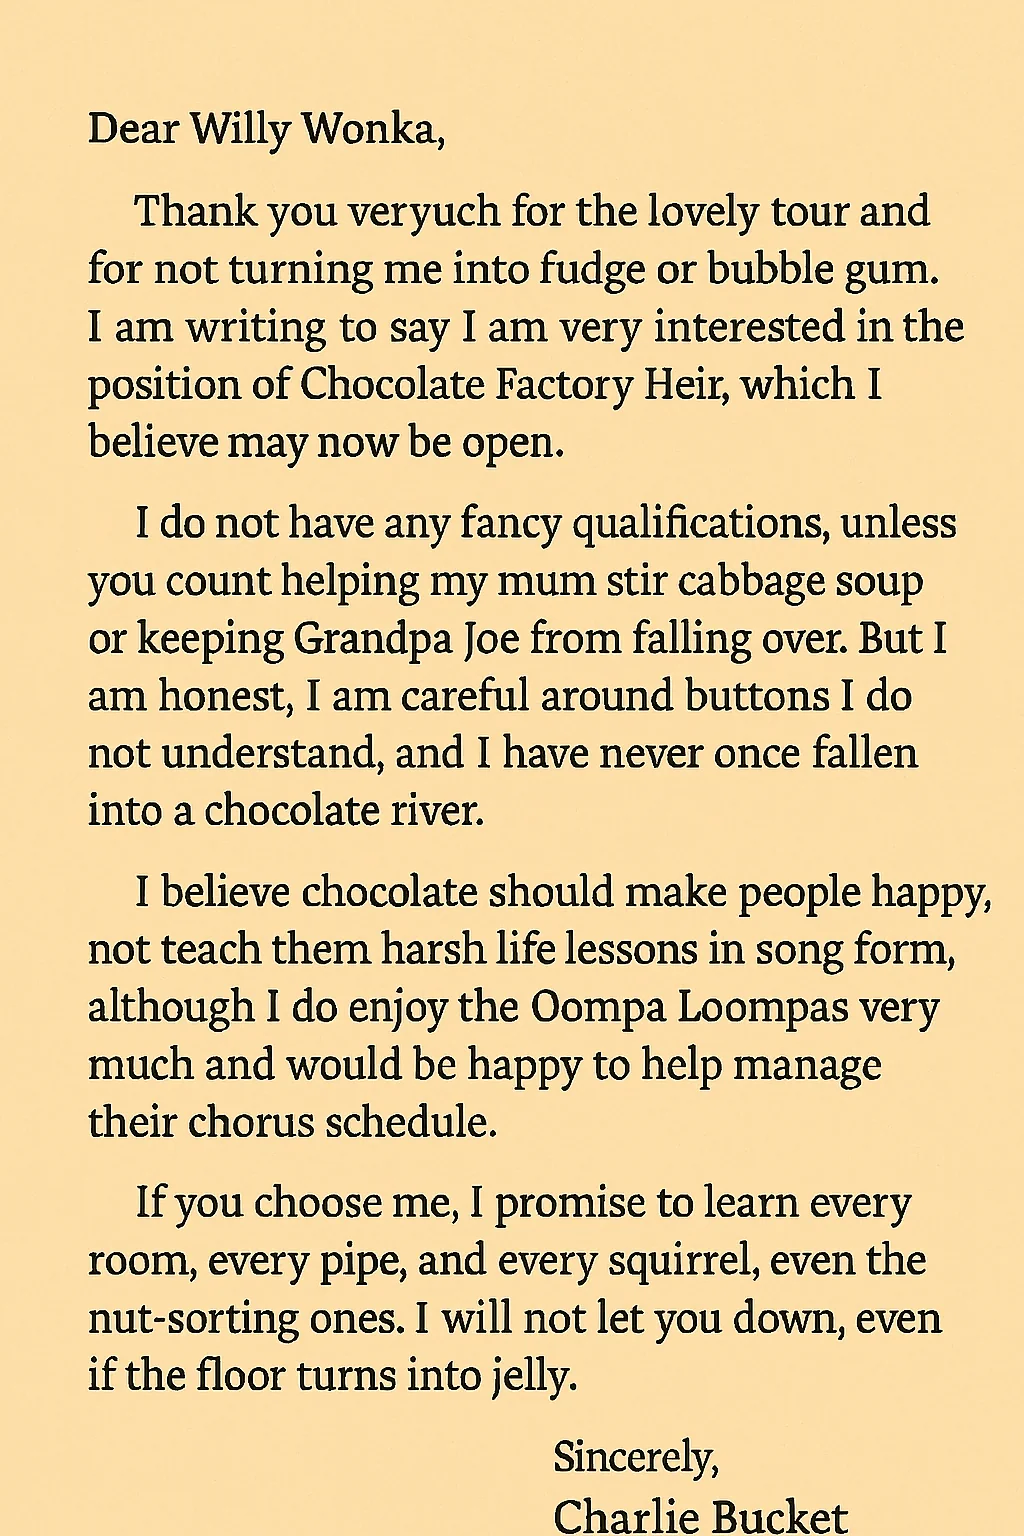 Dear Willy Wonka,
Thank you veryuch for the lovely tour and
for not turning me into fudge or bubble gum.
I am writing to say I am very interested in the
position of Chocolate Factory Heir, which I
believe may now be open.
I do not have any fancy qualifications, unless
you count helping my mum stir cabbage soup
or keeping Grandpa Joe from falling over. But I
am honest, I am careful around buttons I do
not understand, and I have never once fallen
into a chocolate river.
I believe chocolate should make people happy,
not teach them harsh life lessons in song form,
although I do enjoy the Oompa Loompas very
much and would be happy to help manage
their chorus schedule.
If you choose me, I promise to learn every
room, every pipe, and every squirrel, even the
nut-sorting ones. I will not let you down, even
if the floor turns into jelly.
Sincerely,
Charlie Bucket